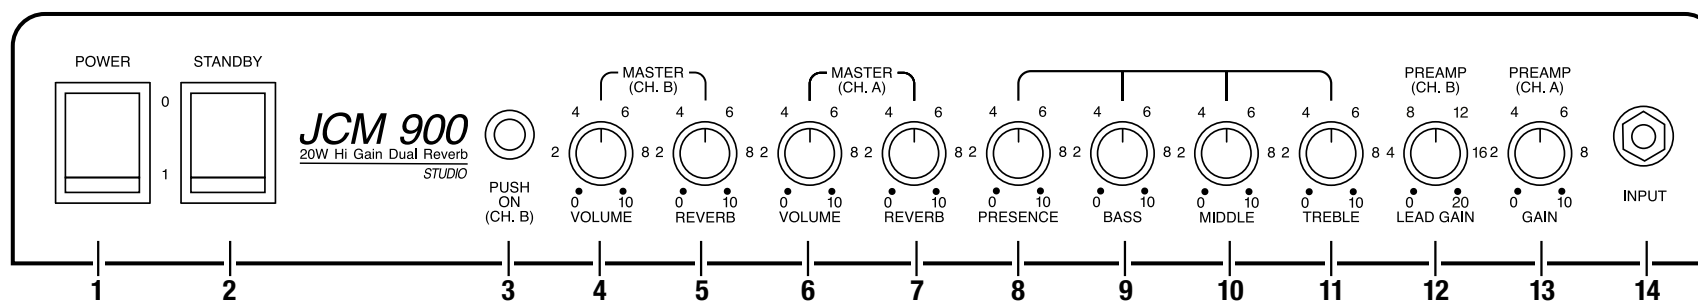 POWER
STANDBY
0
1
JCM 900
20W Hi Gain Dual Reverb
STUDIO
PUSH
ON
(CH. B)
MASTER
(CH. B)
4 6
2 8
0 10
VOLUME
4 6
2 8
0 10
REVERB
MASTER
(CH. A)
4 6
2 8
0 10
VOLUME
4 6
2 8
0 10
REVERB
4 6
2 8
0 10
PRESENCE
4 6
2 8
0 10
BASS
4 6
2 8
0 10
MIDDLE
4 6
2 8
0 10
TREBLE
PREAMP
(CH. B)
8 12
4 16
0 20
LEAD GAIN
PREAMP
(CH. A)
4 6
2 8
0 10
GAIN
INPUT
1 2 3 4 5 6 7 8 9 10 11 12 13 14